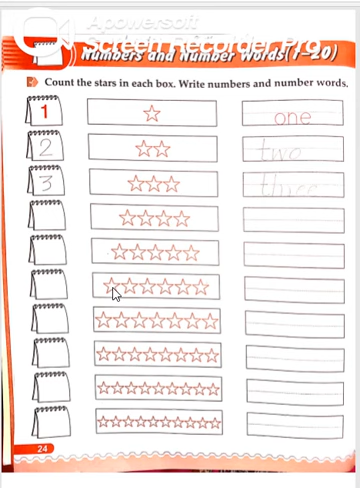 Apowersoft
Screen Recorder Pro
Numbers and Number Words(1-20)
Count the stars in each box. Write numbers and number words.
1 one
2 two
3 three
24